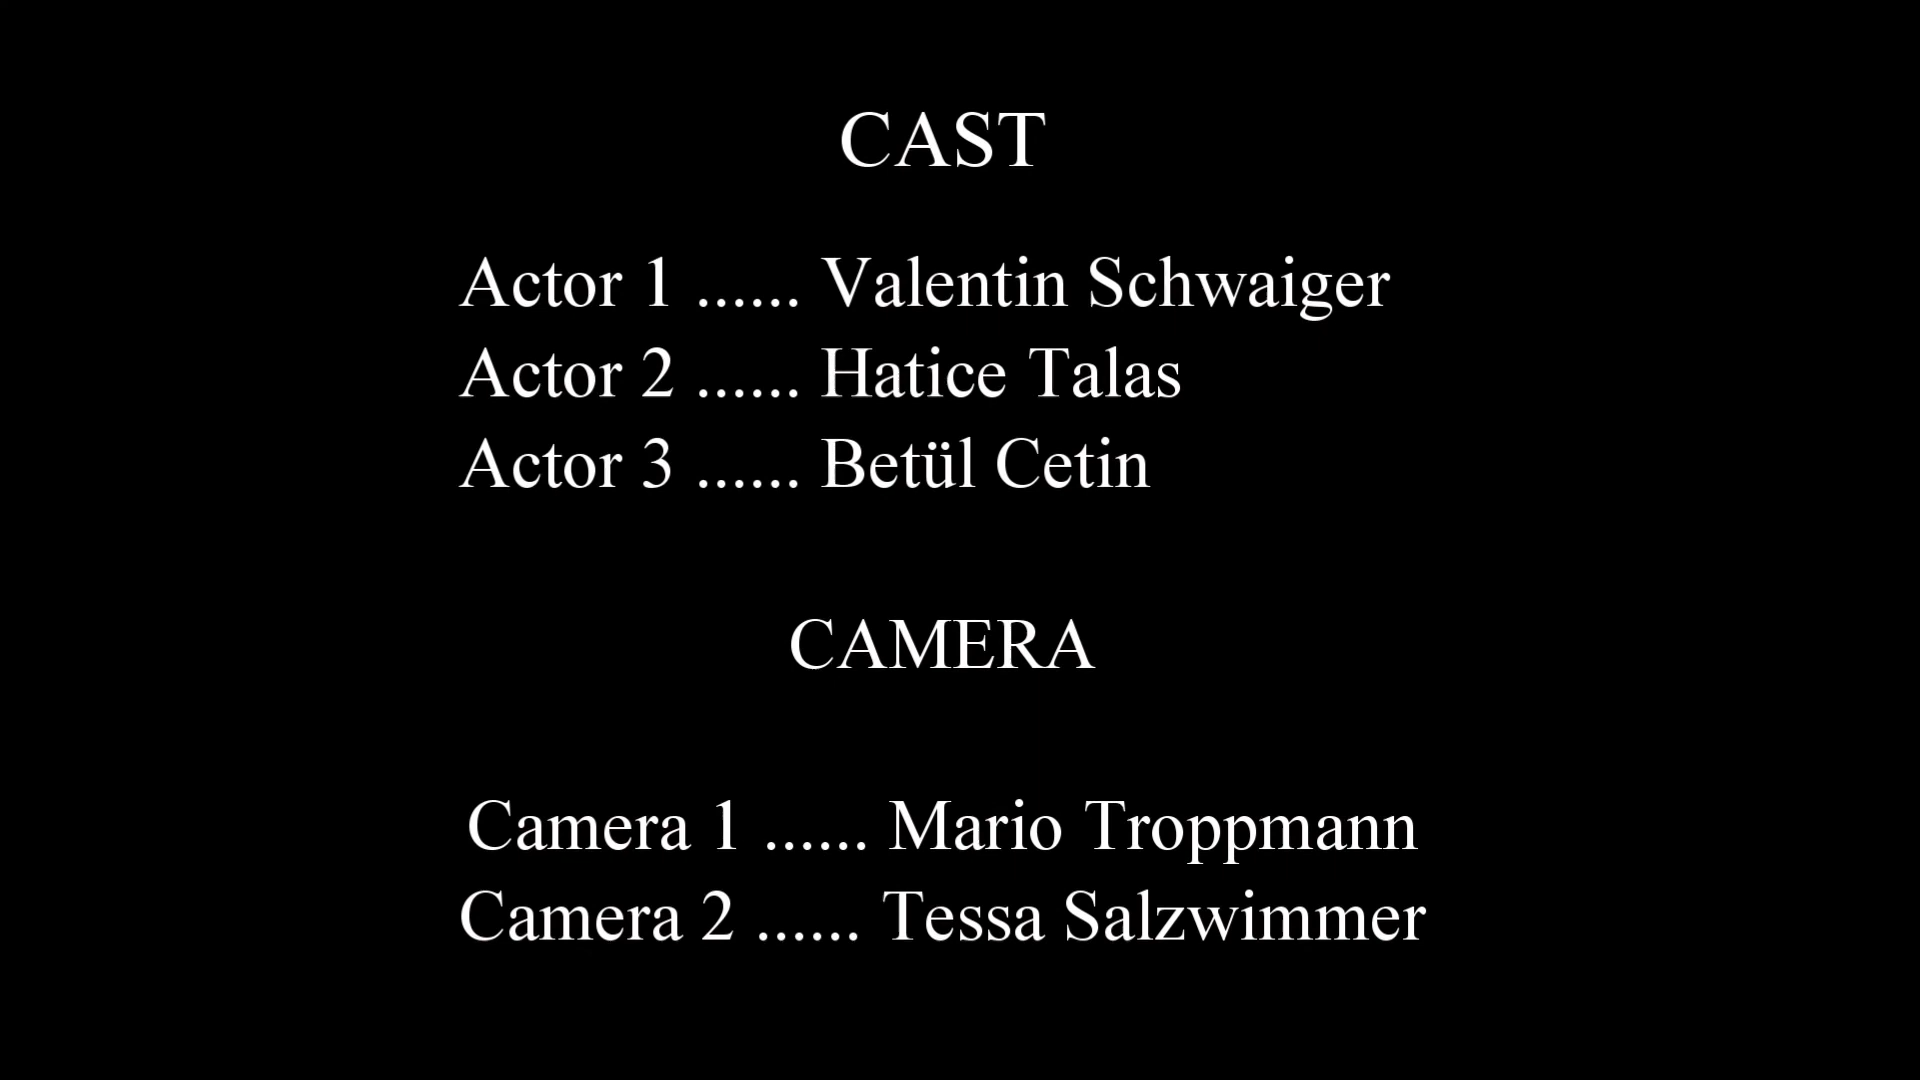 CAST
Actor 1 ...... Valentin Schwaiger
Actor 2 ...... Hatice Talas
Actor 3 ...... Betül Cetin
CAMERA
Camera 1 ...... Mario Troppmann
Camera 2 ...... Tessa Salzwimmer